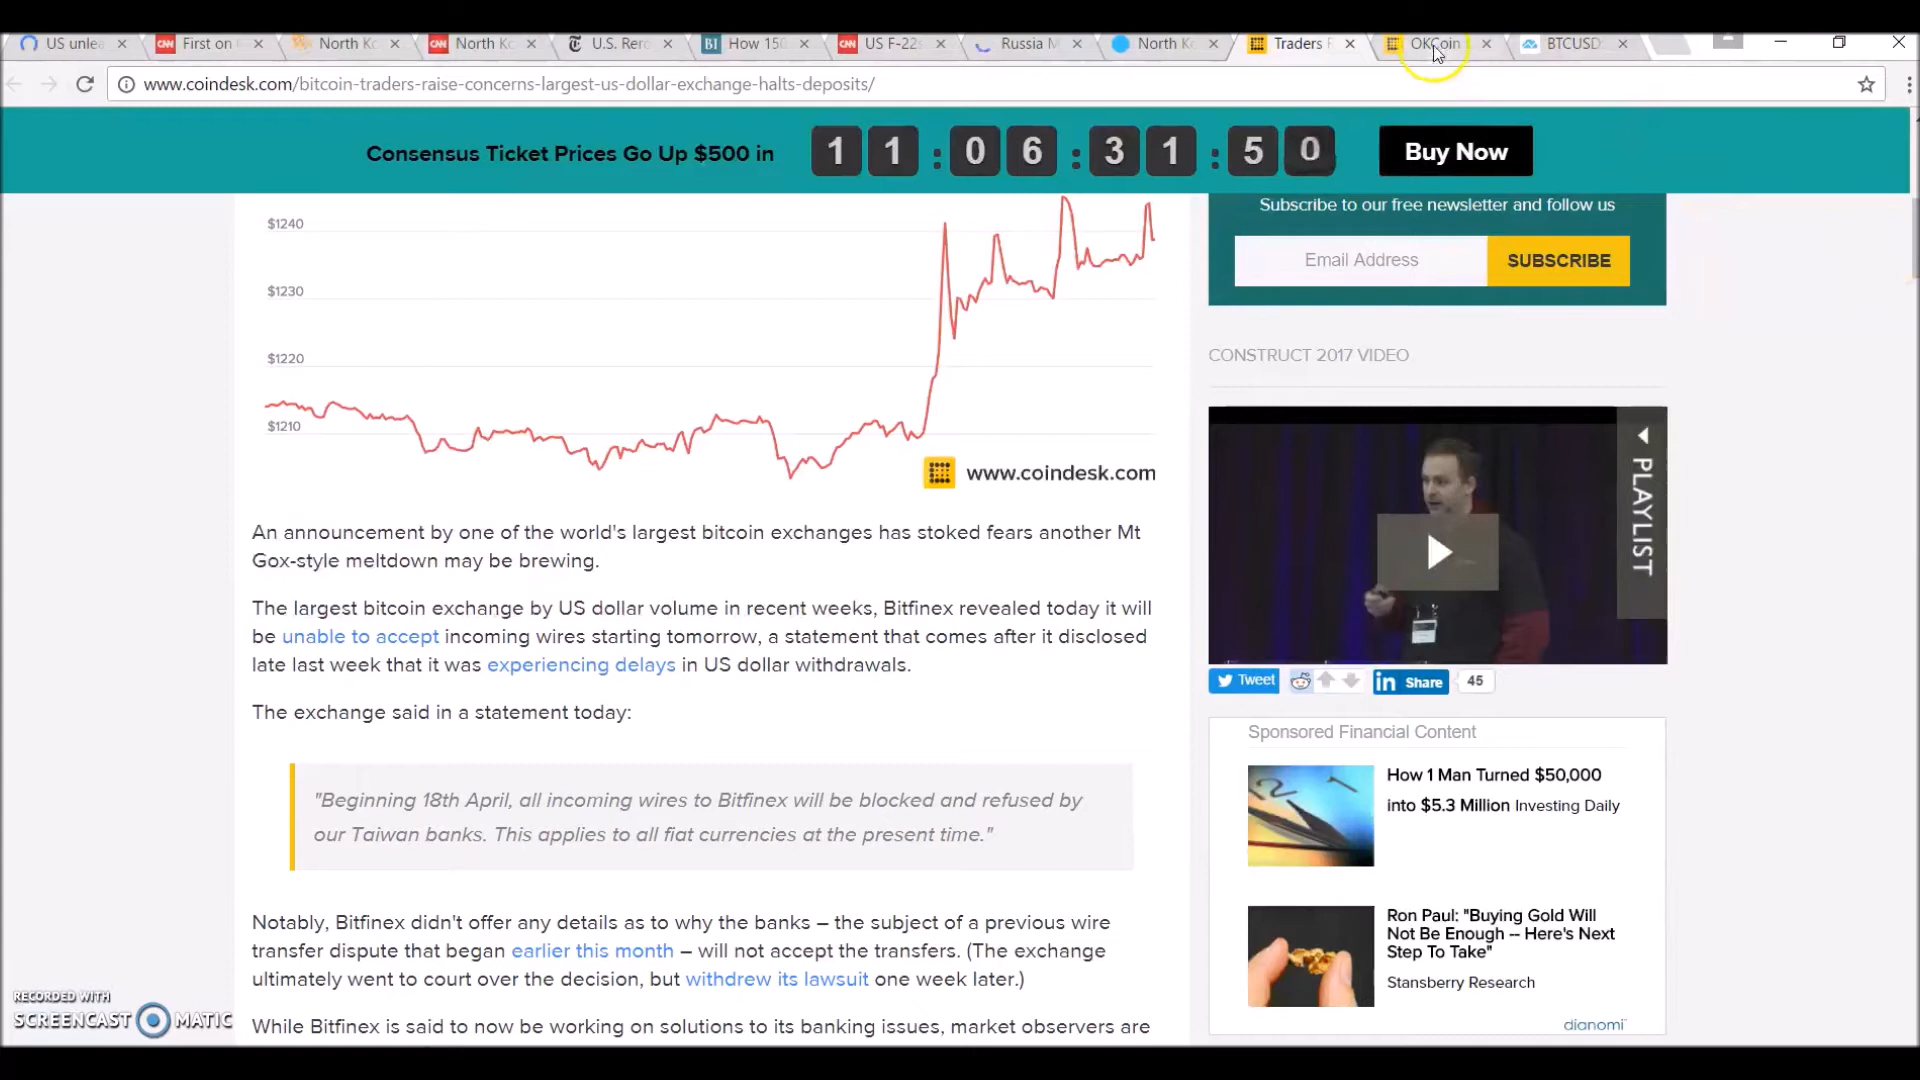 US unlea
First on
North Ko
North Ko
U.S. Rero
How 150
US F-22s
Russia M
North Ko
Traders F
OKCoin
BTCUSD
www.coindesk.com/bitcoin-traders-raise-concerns-largest-us-dollar-exchange-halts-deposits/
Consensus Ticket Prices Go Up $500 in
11:06:31:50
Buy Now
$1240
$1230
$1220
$1210
www.coindesk.com
An announcement by one of the world's largest bitcoin exchanges has stoked fears another Mt
Gox-style meltdown may be brewing.
The largest bitcoin exchange by US dollar volume in recent weeks, Bitfinex revealed today it will
be unable to accept incoming wires starting tomorrow, a statement that comes after it disclosed
late last week that it was experiencing delays in US dollar withdrawals.
The exchange said in a statement today:
"Beginning 18th April, all incoming wires to Bitfinex will be blocked and refused by
our Taiwan banks. This applies to all fiat currencies at the present time."
Notably, Bitfinex didn't offer any details as to why the banks – the subject of a previous wire
transfer dispute that began earlier this month – will not accept the transfers. (The exchange
ultimately went to court over the decision, but withdrew its lawsuit one week later.)
While Bitfinex is said to now be working on solutions to its banking issues, market observers are
Subscribe to our free newsletter and follow us
Email Address
SUBSCRIBE
CONSTRUCT 2017 VIDEO
PLAYLIST
Tweet
in Share
45
Sponsored Financial Content
How 1 Man Turned $50,000
into $5.3 Million Investing Daily
Ron Paul: "Buying Gold Will
Not Be Enough -- Here's Next
Step To Take"
Stansberry Research
dianomi
RECORDED WITH
SCREENCAST MATIC